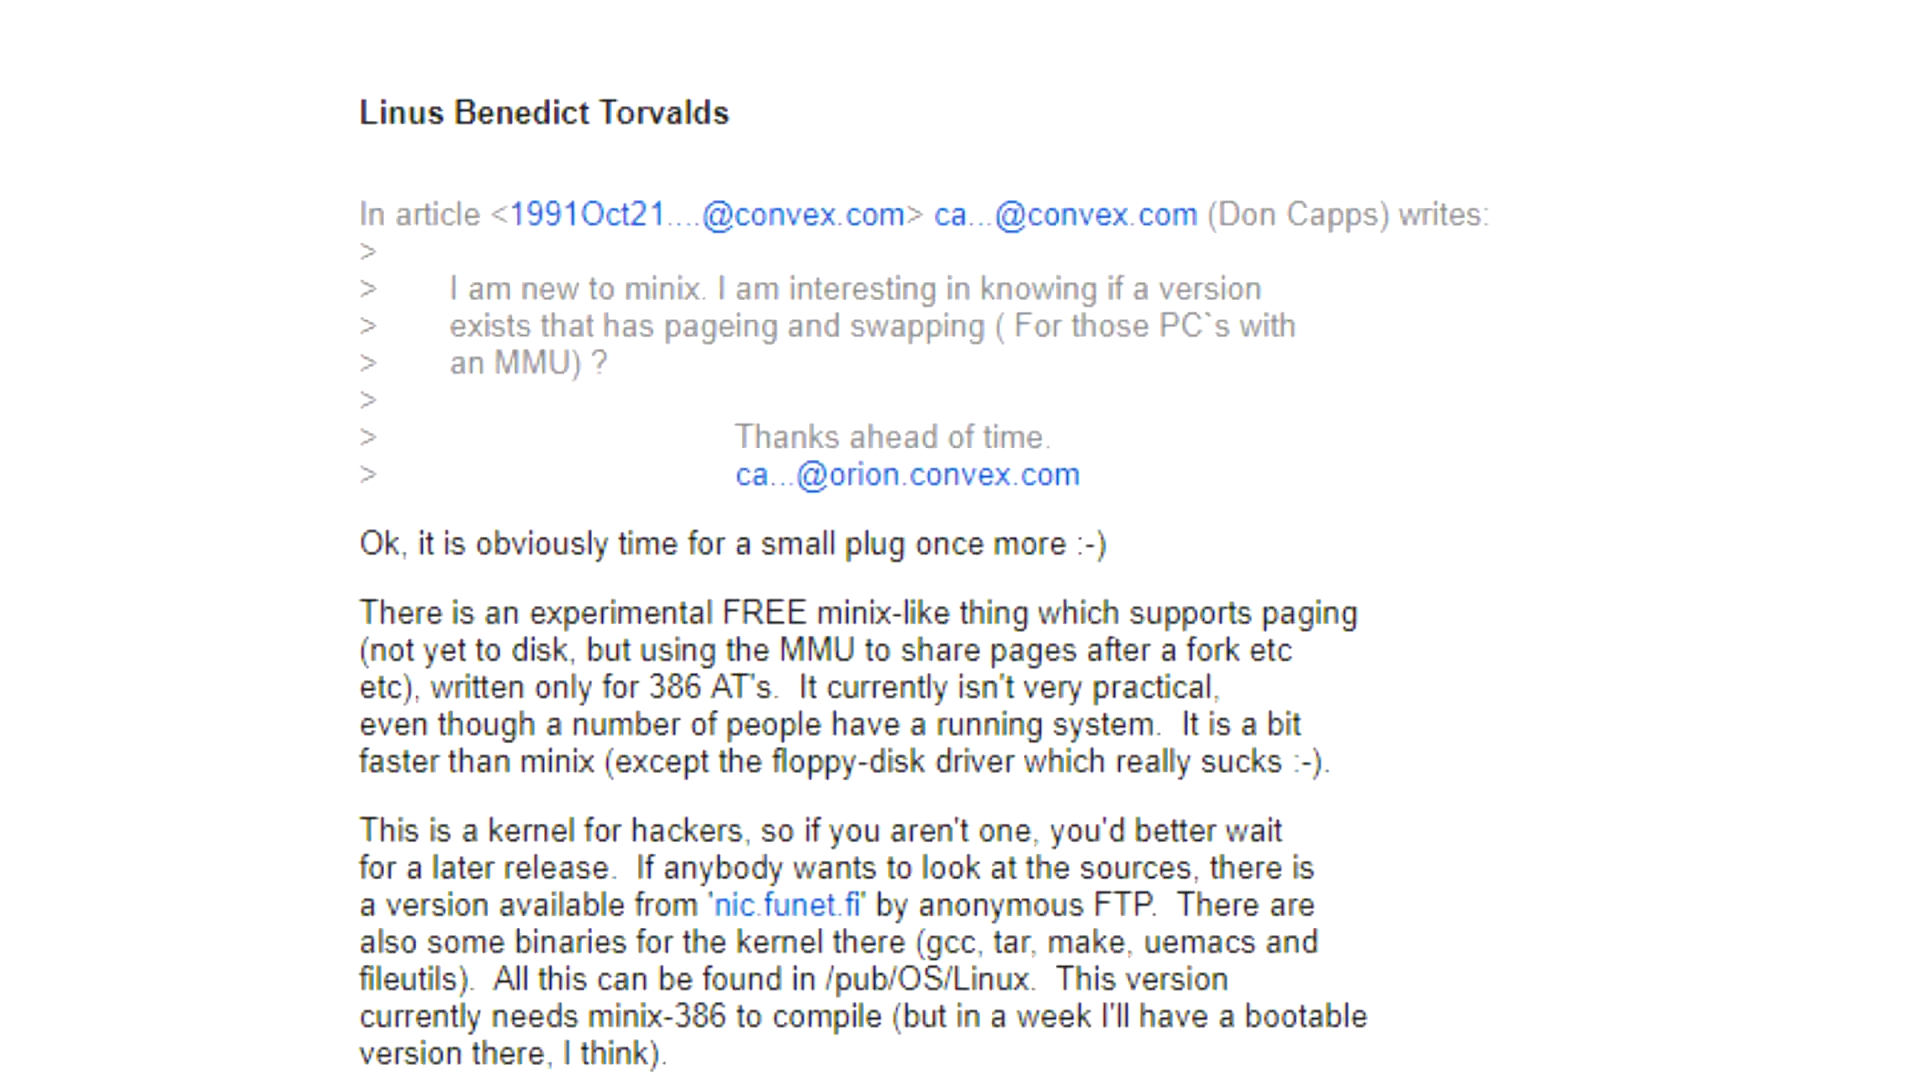 Linus Benedict Torvalds
In article <1991Oct21....@convex.com> ca...@convex.com (Don Capps) writes:
>
> I am new to minix. I am interesting in knowing if a version
> exists that has pageing and swapping ( For those PC`s with
> an MMU) ?
>
> Thanks ahead of time.
> ca...@orion.convex.com
Ok, it is obviously time for a small plug once more :-)
There is an experimental FREE minix-like thing which supports paging
(not yet to disk, but using the MMU to share pages after a fork etc
etc), written only for 386 AT's.  It currently isn't very practical,
even though a number of people have a running system.  It is a bit
faster than minix (except the floppy-disk driver which really sucks :-).
This is a kernel for hackers, so if you aren't one, you'd better wait
for a later release.  If anybody wants to look at the sources, there is
a version available from 'nic.funet.fi' by anonymous FTP.  There are
also some binaries for the kernel there (gcc, tar, make, uemacs and
fileutils).  All this can be found in /pub/OS/Linux.  This version
currently needs minix-386 to compile (but in a week I'll have a bootable
version there, I think).